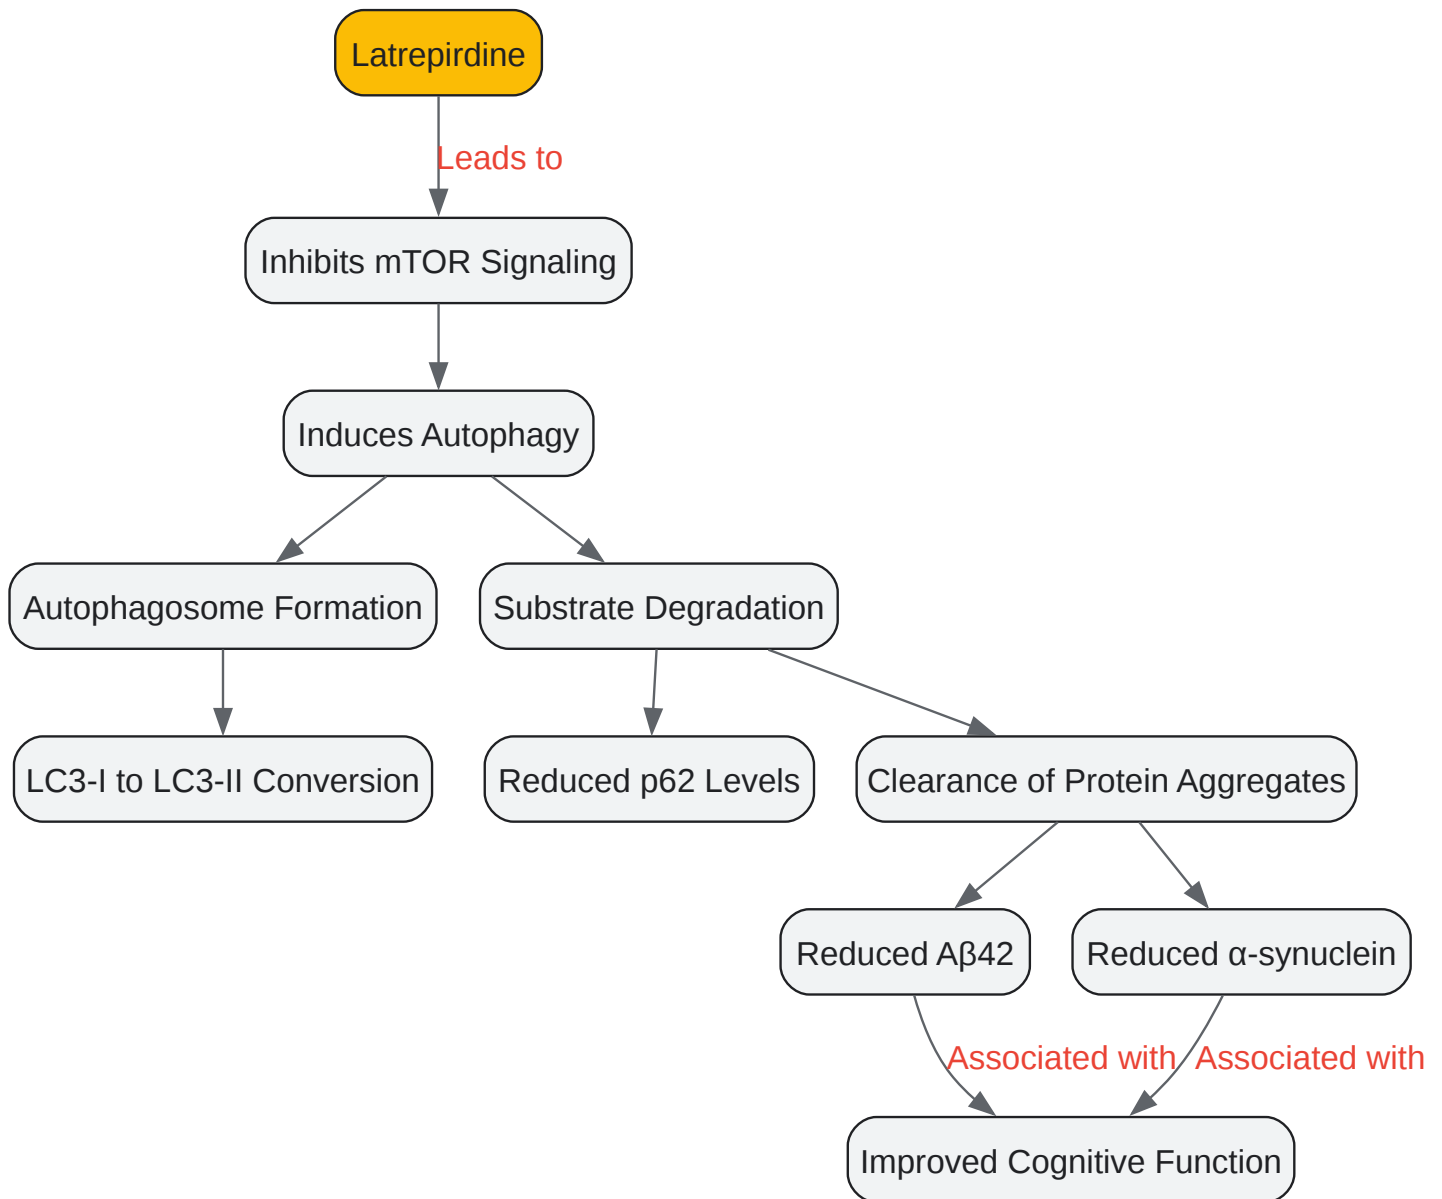 Latrepirdine
Leads to
Inhibits mTOR Signaling
Induces Autophagy
Autophagosome Formation
Substrate Degradation
LC3-I to LC3-II Conversion
Reduced p62 Levels
Clearance of Protein Aggregates
Reduced Aβ42
Reduced α-synuclein
Associated with
Associated with
Improved Cognitive Function